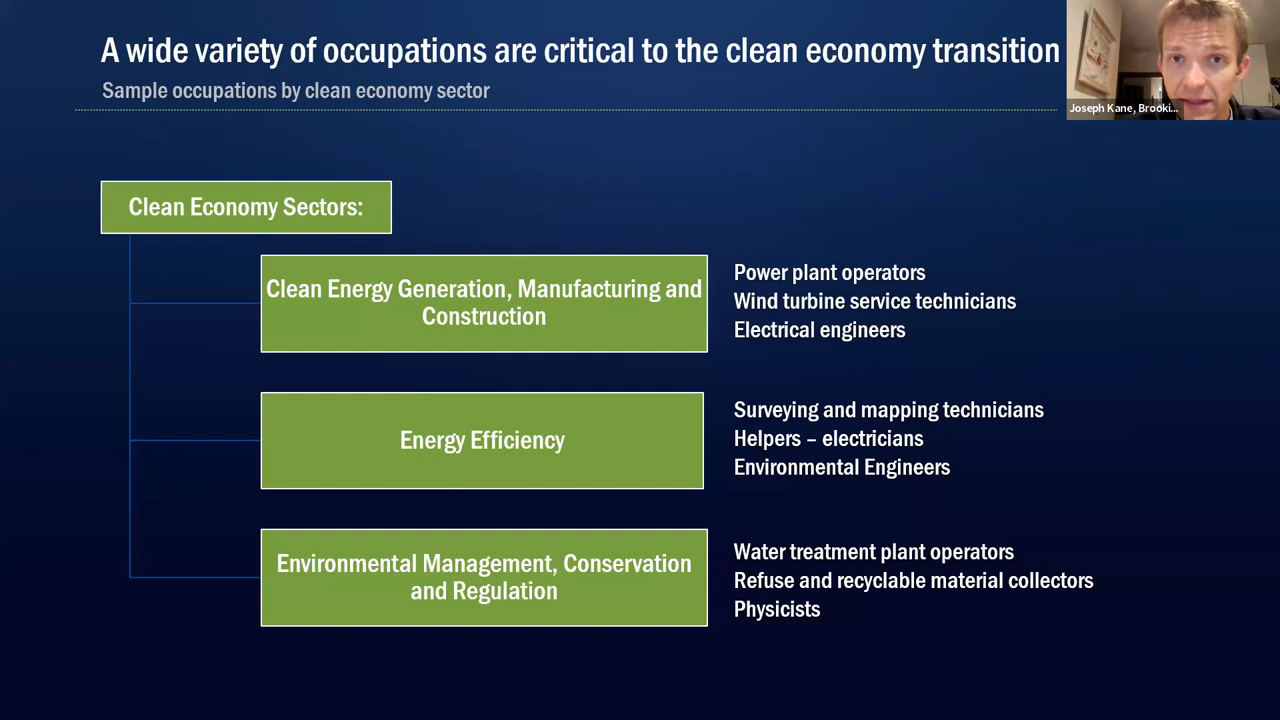 A wide variety of occupations are critical to the clean economy transition
Sample occupations by clean economy sector
Joseph Kane, Brooki...
Clean Economy Sectors:
Clean Energy Generation, Manufacturing and
Construction
Power plant operators
Wind turbine service technicians
Electrical engineers
Energy Efficiency
Surveying and mapping technicians
Helpers – electricians
Environmental Engineers
Environmental Management, Conservation
and Regulation
Water treatment plant operators
Refuse and recyclable material collectors
Physicists